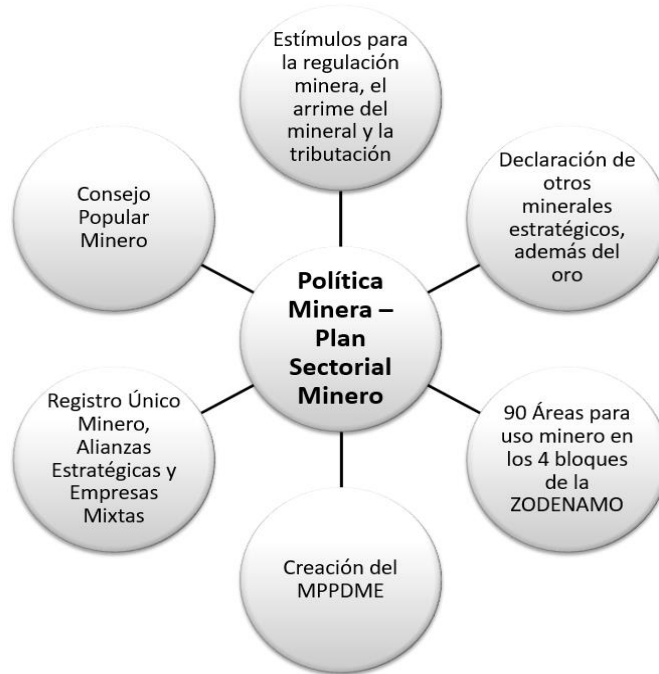 Estímulos para
la regulación
minera, el
arrime del
mineral y la
tributación
Declaración de
otros
minerales
estratégicos,
además del
oro
90 Áreas para
uso minero en
los 4 bloques
de la
ZODENAMO
Creación del
MPPDME
Registro Único
Minero,
Alianzas
Estratégicas y
Empresas
Mixtas
Consejo
Popular
Minero
Política
Minera –
Plan
Sectorial
Minero